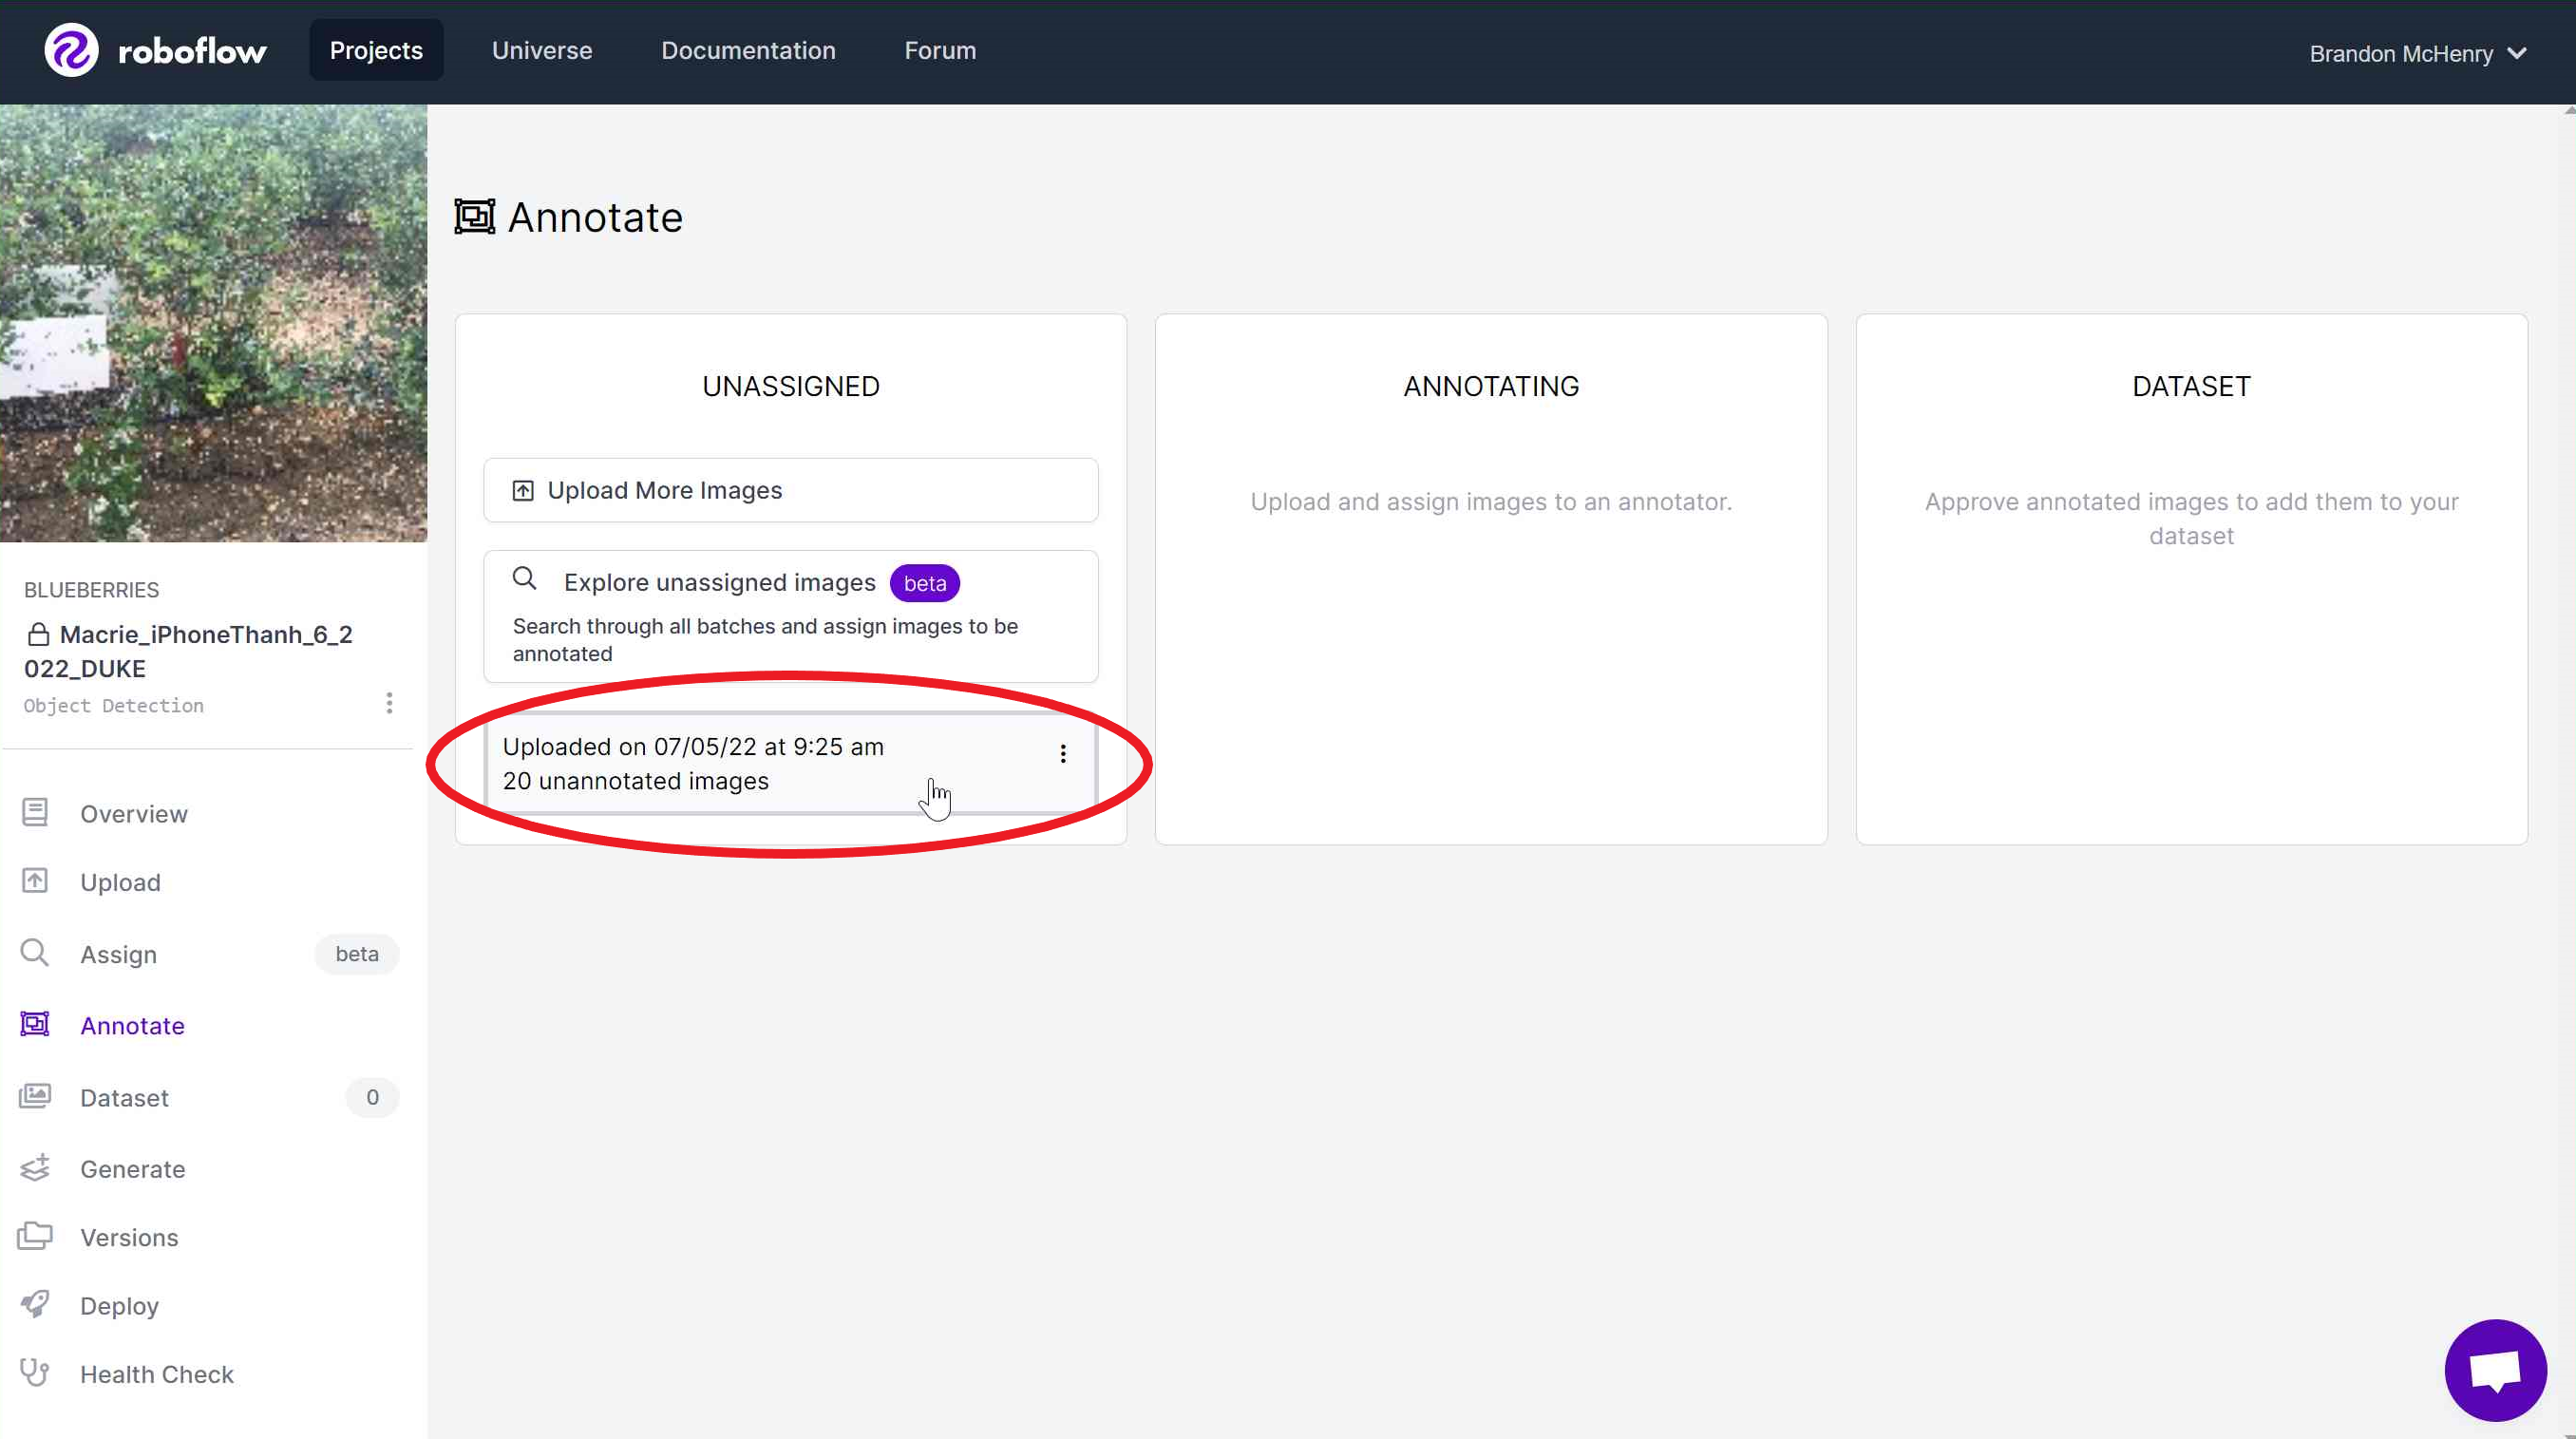 roboflow
Projects
Universe
Documentation
Forum
Brandon McHenry
Annotate
UNASSIGNED
Upload More Images
Explore unassigned images
beta
Search through all batches and assign images to be
annotated
Uploaded on 07/05/22 at 9:25 am
20 unannotated images
ANNOTATING
Upload and assign images to an annotator.
DATASET
Approve annotated images to add them to your
dataset
BLUEBERRIES
Macrie_iPhoneThanh_6_2
022_DUKE
Object Detection
Overview
Upload
Assign
beta
Annotate
Dataset
0
Generate
Versions
Deploy
Health Check